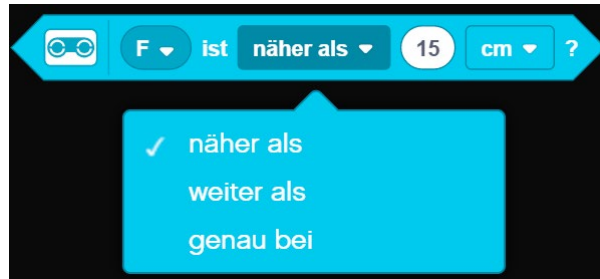 F ist näher als 15 cm ?
näher als
weiter als
genau bei